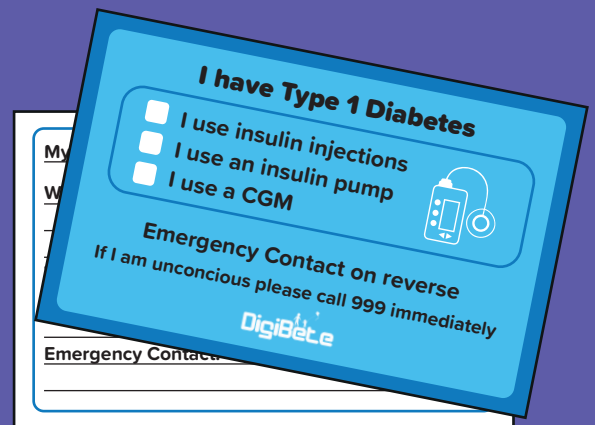 I have Type 1 Diabetes
I use insulin injections
I use an insulin pump
I use a CGM
Emergency Contact on reverse
If I am unconcious please call 999 immediately
DigiBete
My
W
Emergency Contact: